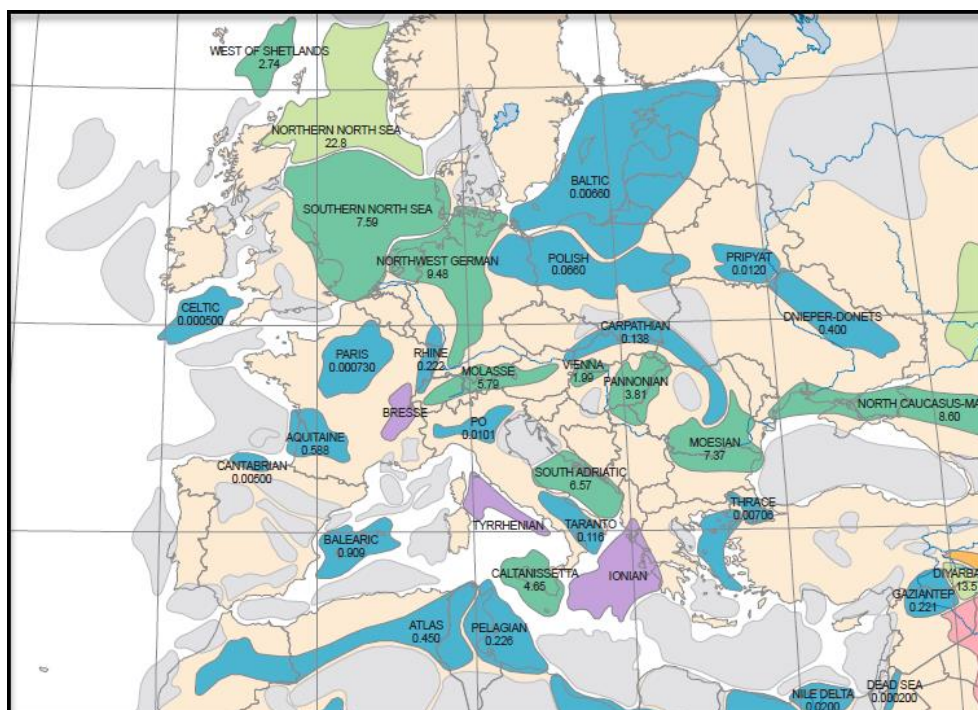 WEST OF SHETLANDS
2.74
NORTHERN NORTH SEA
22.8
BALTIC
0.00660
SOUTHERN NORTH SEA
7.59
NORTHWEST GERMAN
9.48
POLISH
0.0660
PRIPYAT
0.0120
CELTIC
0.000500
DNIEPER-DONETS
0.400
CARPATHIAN
0.138
PARIS
0.000730
RHINE
0.222
MOLASSE
5.79
VIENNA
1.99
PANNONIAN
3.81
NORTH CAUCASUS-MA
8.60
BRESSE
PO
0.0101
AQUITAINE
0.588
MOESIAN
7.37
CANTABRIAN
0.00500
SOUTH ADRIATIC
6.57
THRACE
0.00706
TYRRHENIAN
TARANTO
0.116
BALEARIC
0.909
CALTANISSETTA
4.65
IONIAN
DIYARBA
13.5
GAZIANTEP
0.221
ATLAS
0.450
PELAGIAN
0.226
NILE DELTA
0.0200
DEAD SEA
0.000200